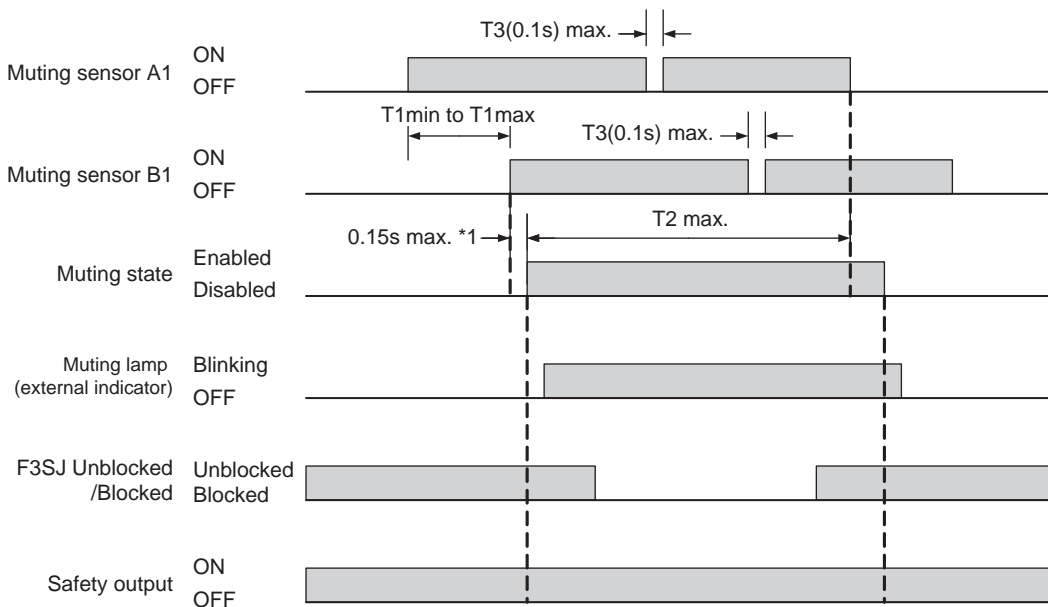 T3(0.1s) max.
Muting sensor A1
ON
OFF
T1min to T1max
T3(0.1s) max.
Muting sensor B1
ON
OFF
T2 max.
0.15s max. *1
Muting state
Enabled
Disabled
Muting lamp
(external indicator)
Blinking
OFF
F3SJ Unblocked
/Blocked
Unblocked
Blocked
Safety output
ON
OFF